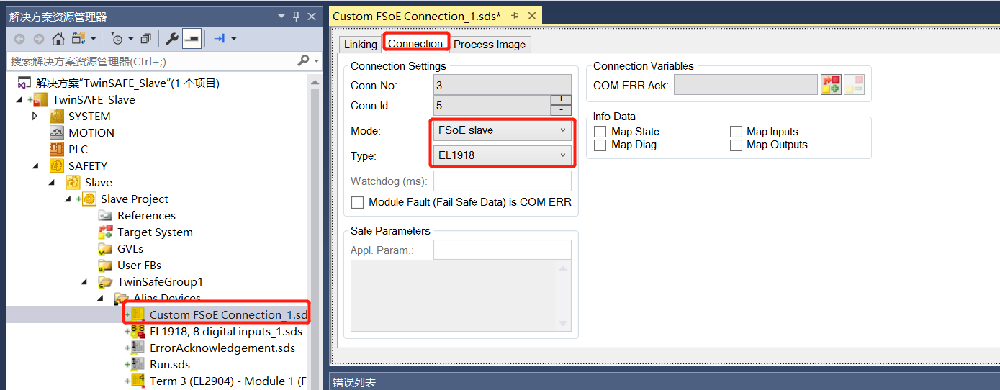 解决方案资源管理器
搜索解决方案资源管理器(Ctrl+;)
解决方案"TwinSAFE_Slave"(1 个项目)
TwinSAFE_Slave
SYSTEM
MOTION
PLC
SAFETY
Slave
Slave Project
References
Target System
GVLs
User FBs
TwinSafeGroup1
Alias Devices
Custom FSoE Connection_1.sd
EL1918, 8 digital inputs_1.sds
ErrorAcknowledgement.sds
Run.sds
Term 3 (EL2904) - Module 1 (F
Custom FSoE Connection_1.sds*
Linking
Connection
Process Image
Connection Settings
Conn-No: 3
Conn-Id: 5
+
-
Mode: FSoE slave
Type: EL1918
Watchdog (ms):
Module Fault (Fail Safe Data) is COM ERR
Safe Parameters
Appl. Param.:
Connection Variables
COM ERR Ack:
Info Data
Map State
Map Inputs
Map Diag
Map Outputs
错误列表